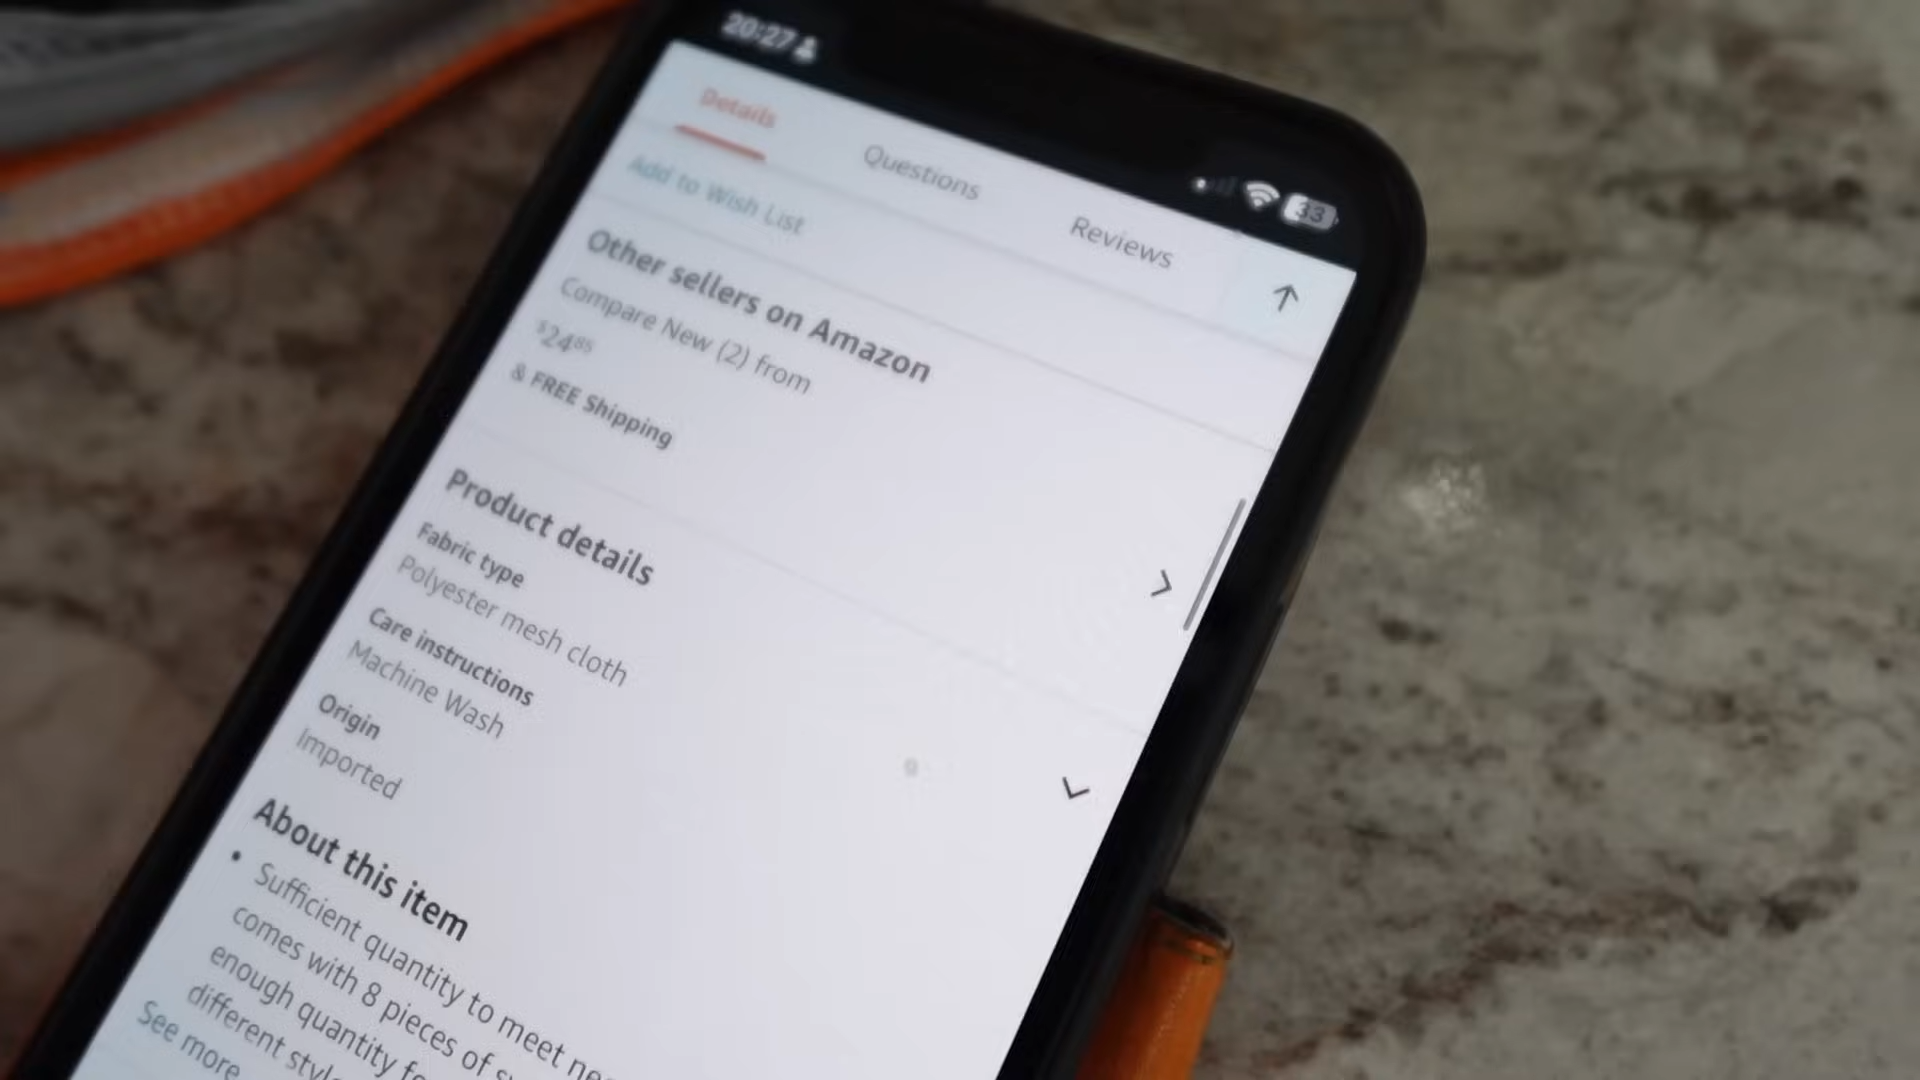 20:27
33
Details
Questions
Reviews
Add to Wish List
Other sellers on Amazon
Compare New (2) from
$2485
& FREE Shipping
Product details
Fabric type
Polyester mesh cloth
Care instructions
Machine Wash
Origin
Imported
About this item
• Sufficient quantity to meet
comes with 8 pieces of
enough quantity
different
See more